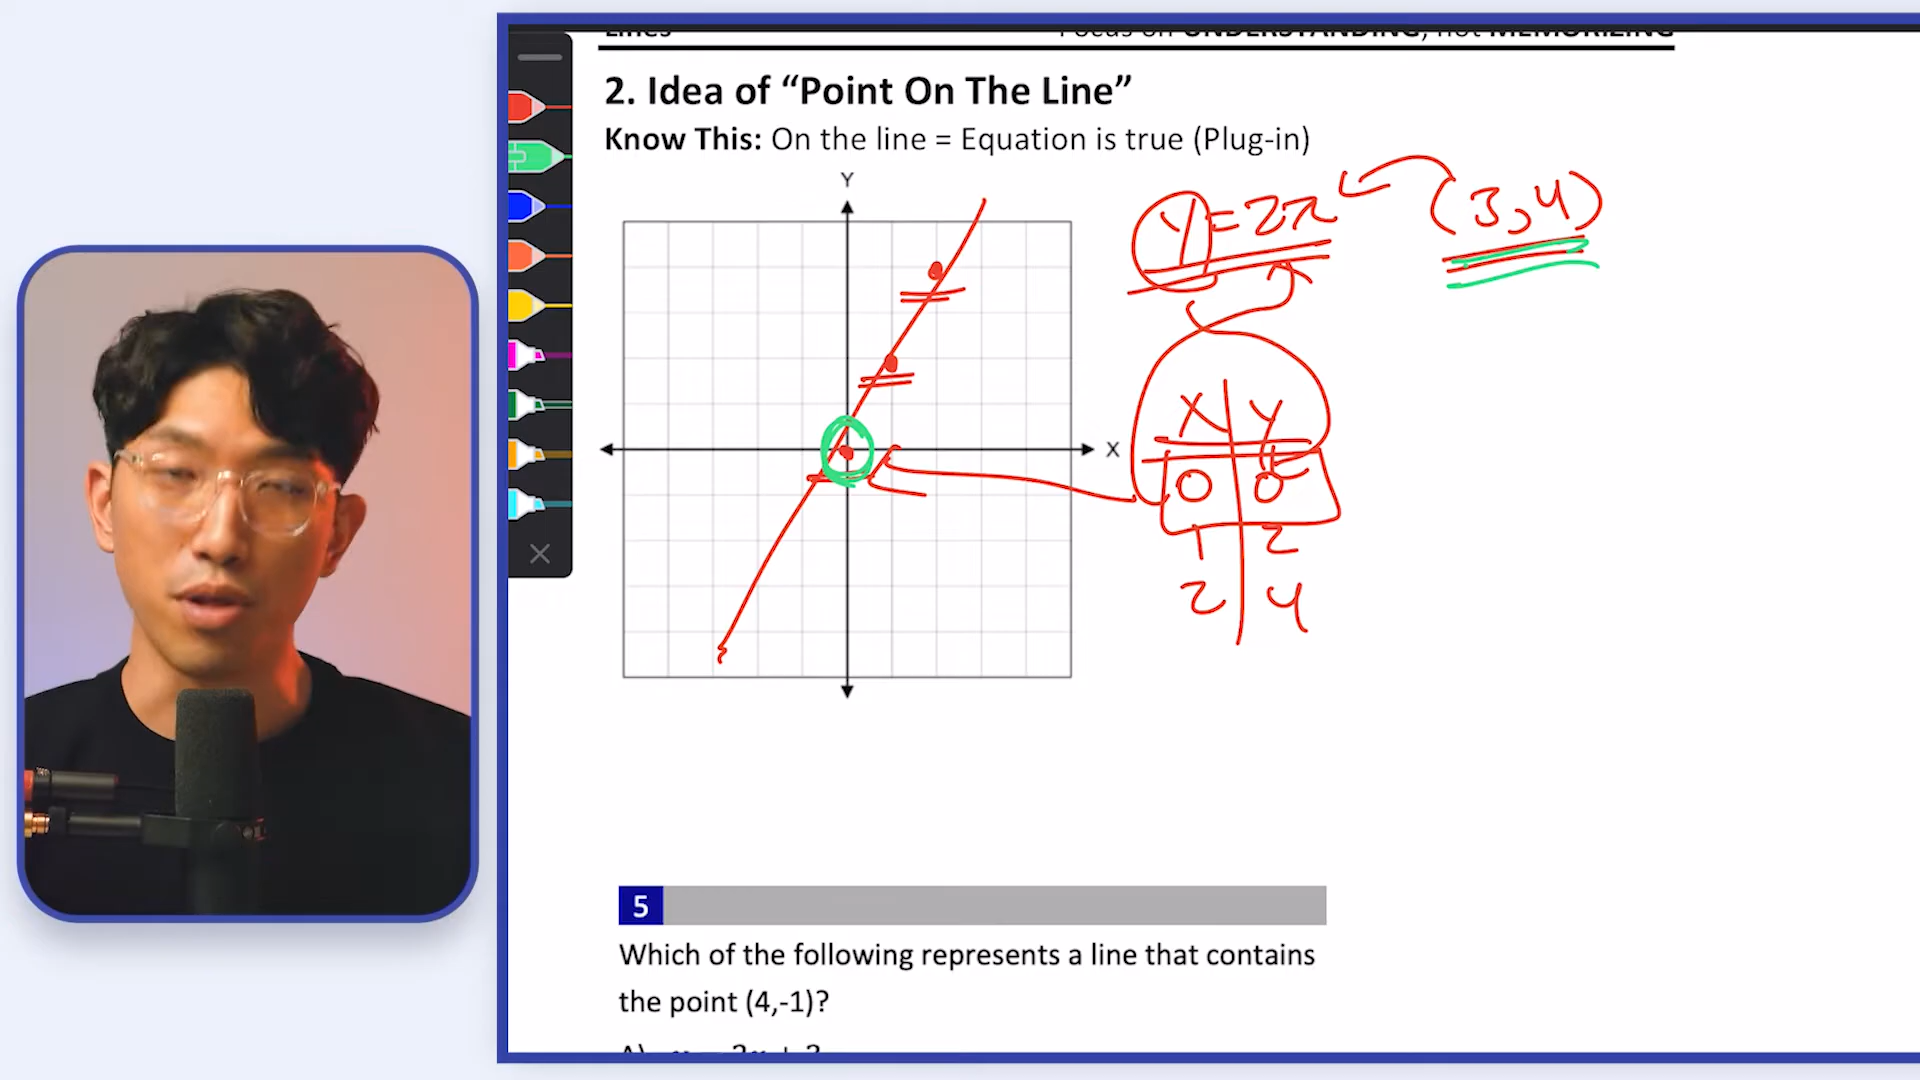 2. Idea of “Point On The Line”
Know This: On the line = Equation is true (Plug-in)
Y
X
y=2x
(3,4)
X Y
0 0
1 2
2 4
5
Which of the following represents a line that contains
the point (4,-1)?